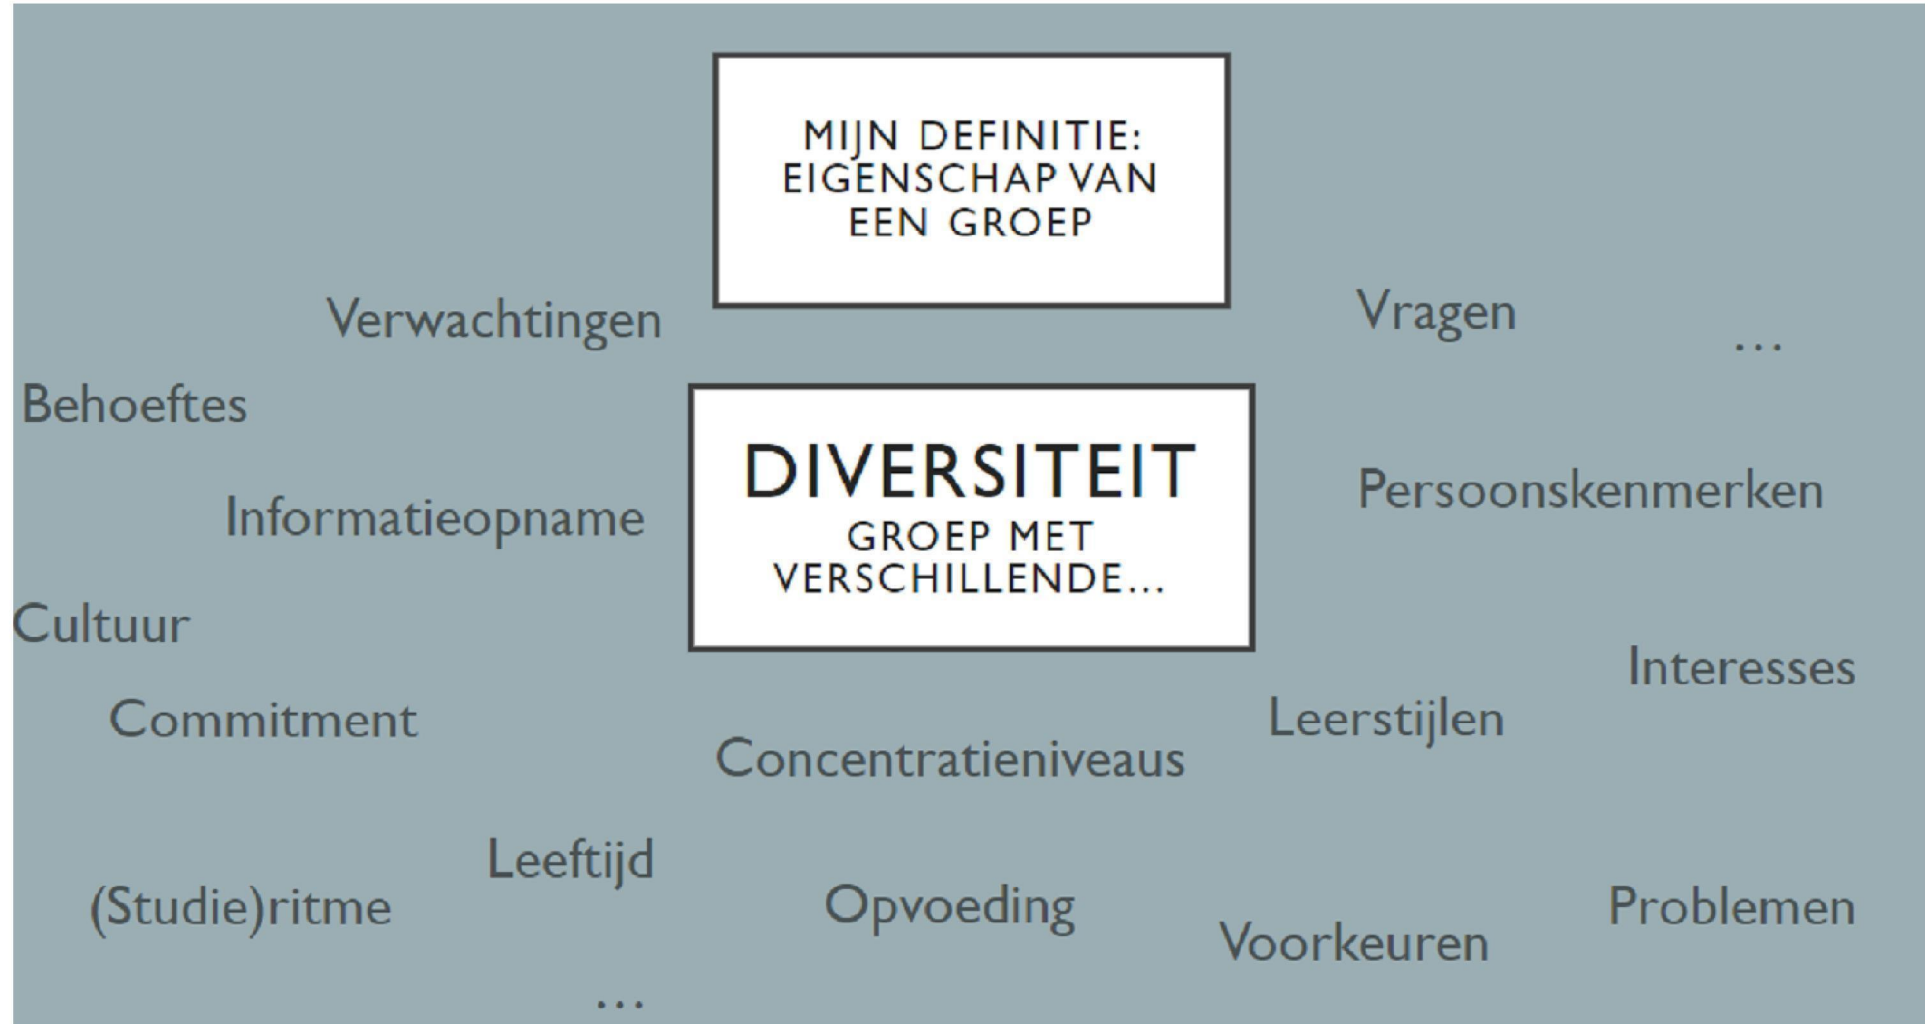 MIJN DEFINITIE:
EIGENSCHAP VAN
EEN GROEP
Verwachtingen
Vragen
...
Behoeftes
DIVERSITEIT
GROEP MET
VERSCHILLENDE...
Persoonskenmerken
Informatieopname
Cultuur
Interesses
Commitment
Leerstijlen
Concentratieniveaus
Leeftijd
(Studie)ritme
Opvoeding
Problemen
Voorkeuren
...